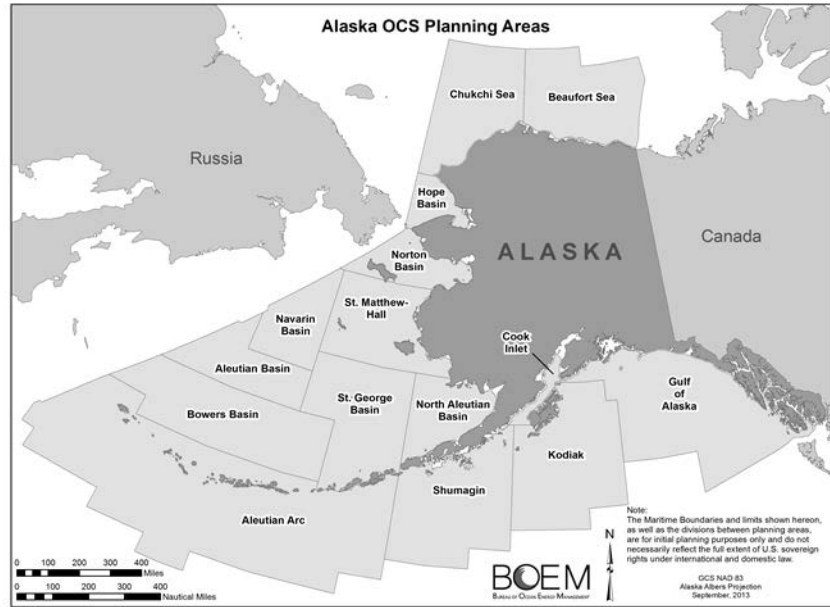 Alaska OCS Planning Areas
Chukchi Sea
Beaufort Sea
Russia
Hope
Basin
ALASKA
Canada
Norton
Basin
St. Matthew-
Hall
Navarin
Basin
Cook
Inlet
Aleutian Basin
St. George
Basin
North Aleutian
Basin
Gulf
of
Alaska
Bowers Basin
Kodiak
Shumagin
Aleutian Arc
Note:
The Maritime Boundaries and limits shown hereon,
as well as the divisions between planning areas,
are for initial planning purposes only and do not
necessarily reflect the full extent of U.S. sovereign
rights under international and domestic law.
N
0 100 200 300 400
Miles
0 100 200 300 400
Nautical Miles
BOEM
BUREAU OF OCEAN ENERGY MANAGEMENT
GCS NAD 83
Alaska Albers Projection
September, 2013